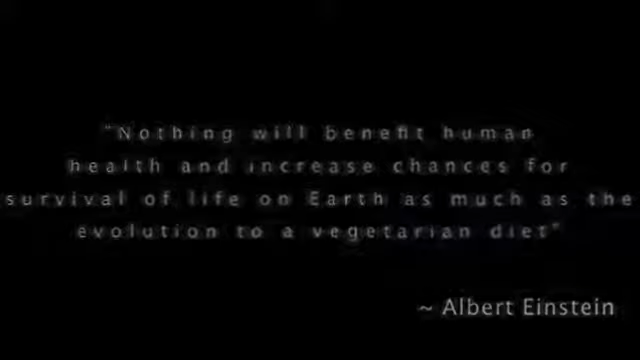 "Nothing will benefit human
health and increase chances for
survival of life on Earth as much as the
evolution to a vegetarian diet"
~ Albert Einstein